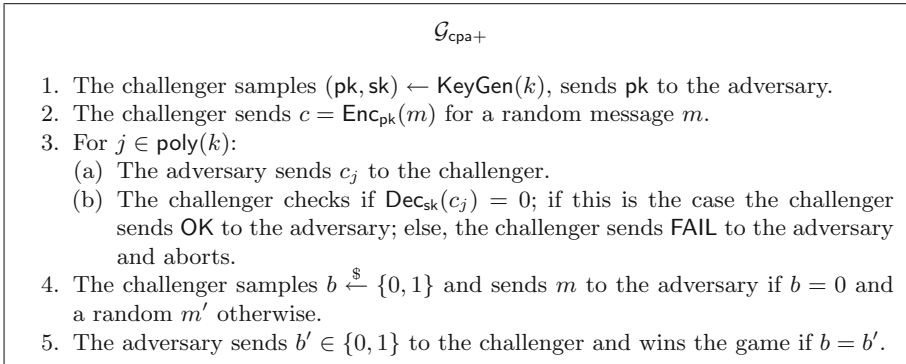 𝒢cpa+
1. The challenger samples (pk, sk) ← KeyGen(k), sends pk to the adversary.
2. The challenger sends c = Encpk(m) for a random message m.
3. For j ∈ poly(k):
(a) The adversary sends cj to the challenger.
(b) The challenger checks if Decsk(cj) = 0; if this is the case the challenger
sends OK to the adversary; else, the challenger sends FAIL to the adversary
and aborts.
4. The challenger samples b ←$ {0, 1} and sends m to the adversary if b = 0 and
a random m′ otherwise.
5. The adversary sends b′ ∈ {0, 1} to the challenger and wins the game if b = b′.